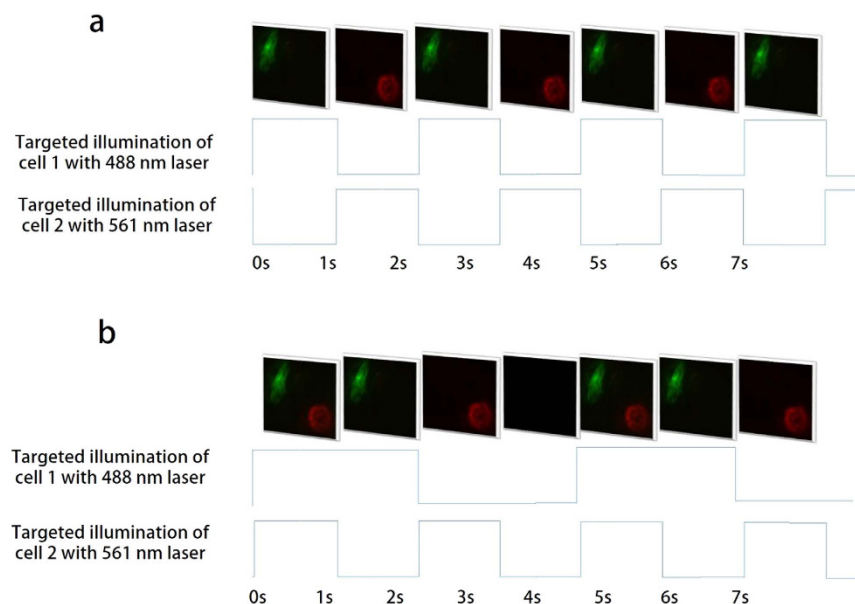 a
Targeted illumination of
cell 1 with 488 nm laser
Targeted illumination of
cell 2 with 561 nm laser
0s 1s 2s 3s 4s 5s 6s 7s
b
Targeted illumination of
cell 1 with 488 nm laser
Targeted illumination of
cell 2 with 561 nm laser
0s 1s 2s 3s 4s 5s 6s 7s